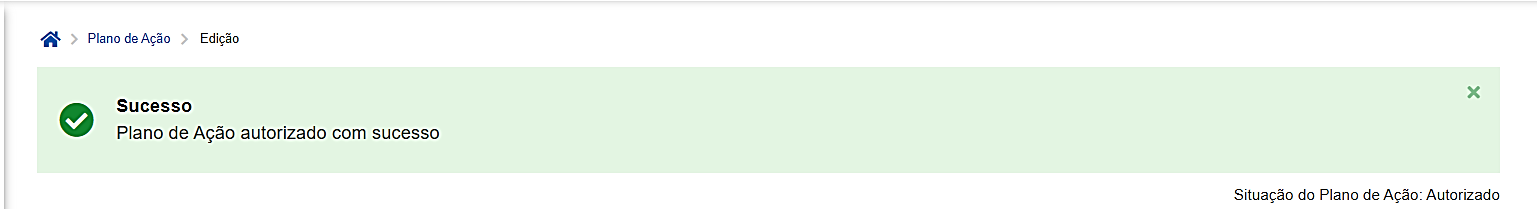 Plano de Ação Edição
Sucesso
Plano de Ação autorizado com sucesso
Situação do Plano de Ação: Autorizado